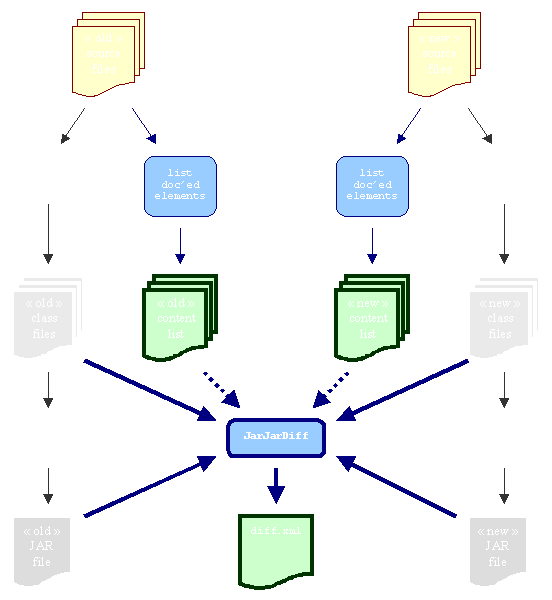 « old »
source
files
« new »
source
files
list
doc'ed
elements
list
doc'ed
elements
« old »
class
files
« old »
content
list
« new »
content
list
« new »
class
files
JarJarDiff
« old »
JAR
file
diff.xml
« new »
JAR
file